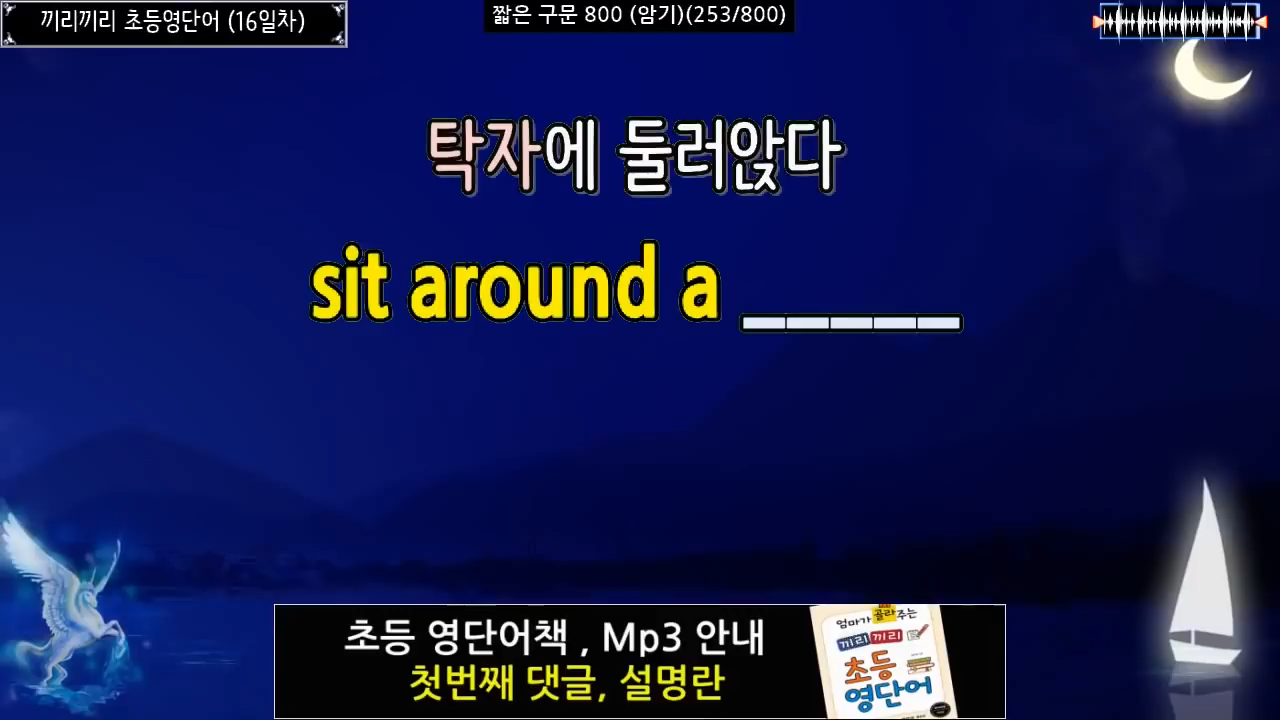 끼리끼리 초등영단어 (16일차)
짧은 구문 800 (암기)(253/800)
탁자에 둘러앉다
sit around a _____
초등 영단어책 , Mp3 안내
첫번째 댓글, 설명란
엄마가 골라주는
끼리끼리
초등
영단어